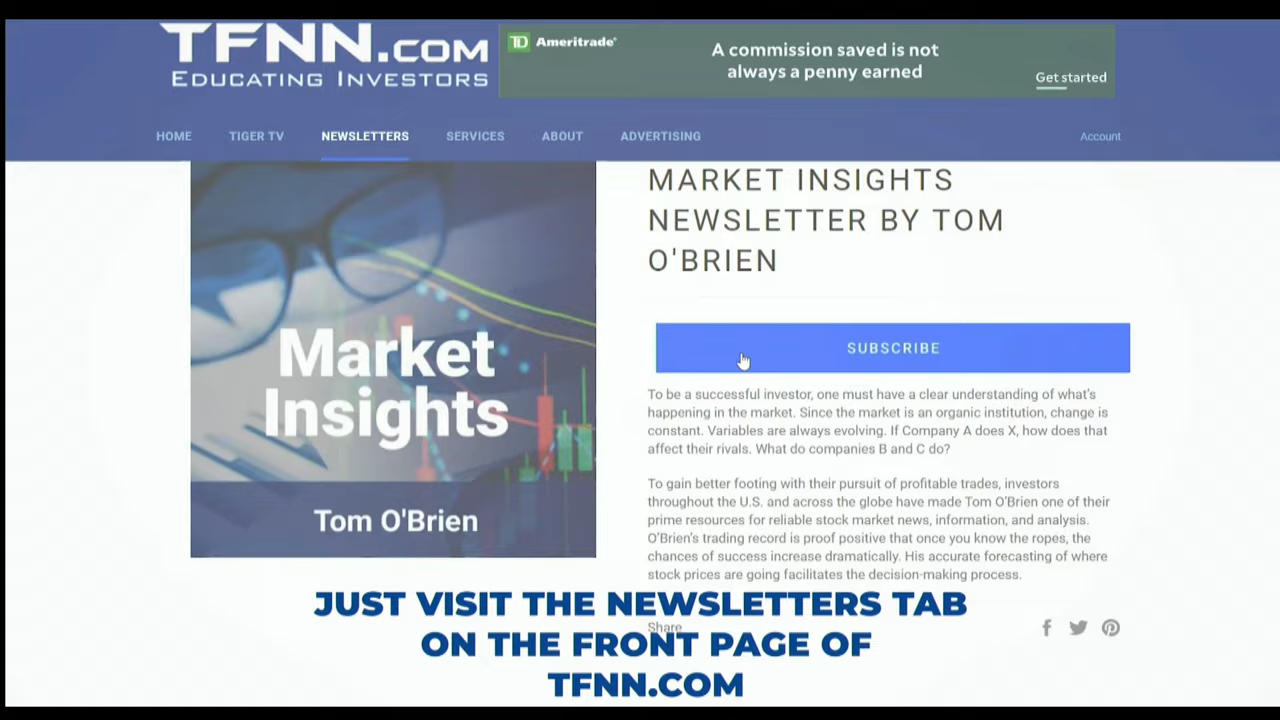 TFNN.COM
EDUCATING INVESTORS
TD Ameritrade®
A commission saved is not
always a penny earned
Get started
HOME TIGER TV NEWSLETTERS SERVICES ABOUT ADVERTISING Account
MARKET INSIGHTS
NEWSLETTER BY TOM
O'BRIEN
Market
Insights
Tom O'Brien
SUBSCRIBE
To be a successful investor, one must have a clear understanding of what's
happening in the market. Since the market is an organic institution, change is
constant. Variables are always evolving. If Company A does X, how does that
affect their rivals. What do companies B and C do?
To gain better footing with their pursuit of profitable trades, investors
throughout the U.S. and across the globe have made Tom O'Brien one of their
prime resources for reliable stock market news, information, and analysis.
O'Brien's trading record is proof positive that once you know the ropes, the
chances of success increase dramatically. His accurate forecasting of where
stock prices are going facilitates the decision-making process.
Share
JUST VISIT THE NEWSLETTERS TAB
ON THE FRONT PAGE OF
TFNN.COM